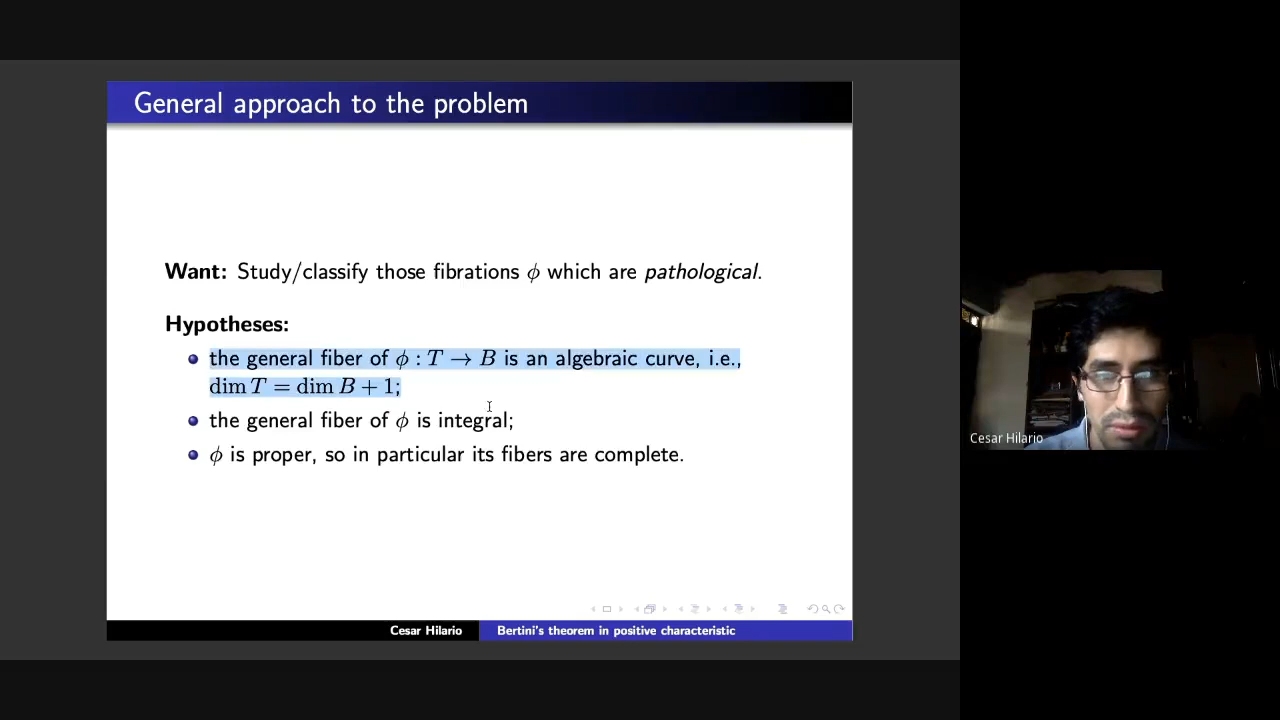 General approach to the problem
Want: Study/classify those fibrations ϕ which are pathological.
Hypotheses:
the general fiber of ϕ : T → B is an algebraic curve, i.e.,
dim T = dim B + 1;
the general fiber of ϕ is integral;
ϕ is proper, so in particular its fibers are complete.
Cesar Hilario
Bertini's theorem in positive characteristic
Cesar Hilario